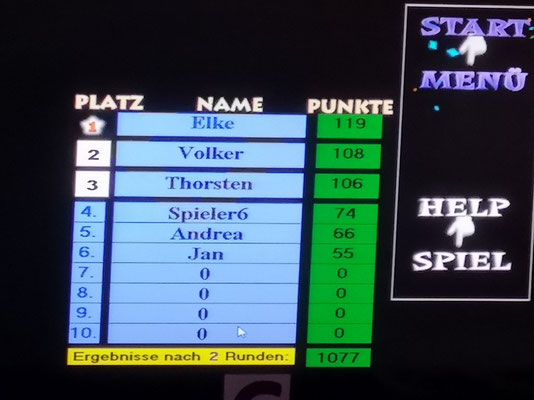 START
MENÜ
PLATZ NAME PUNKTE
1 Elke 119
2 Volker 108
3 Thorsten 106
4. Spieler6 74
5. Andrea 66
6. Jan 55
7. 0 0
8. 0 0
9. 0 0
10. 0 0
HELP
SPIEL
Ergebnisse nach 2 Runden: 1077